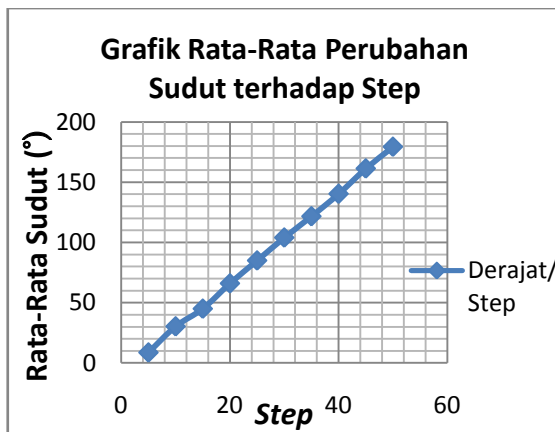 Grafik Rata-Rata Perubahan
Sudut terhadap Step
Rata-Rata Sudut (°)
200
150
100
50
0
0 20 40 60
Step
Derajat/
Step